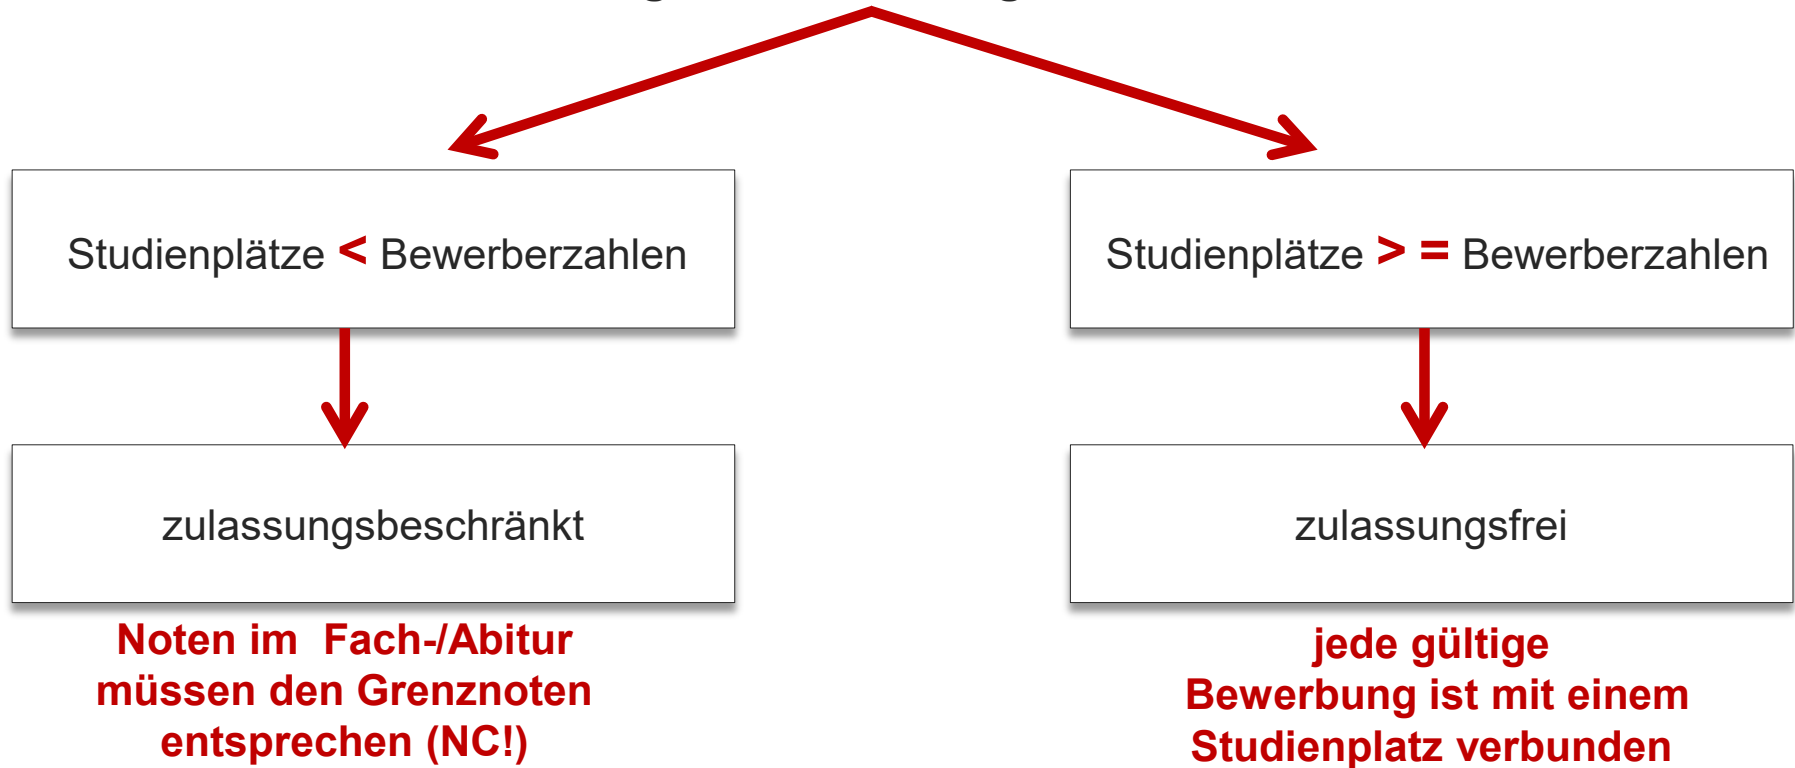 Studienplätze < Bewerberzahlen
Studienplätze > = Bewerberzahlen
zulassungsbeschränkt
zulassungsfrei
Noten im Fach-/Abitur
müssen den Grenznoten
entsprechen (NC!)
jede gültige
Bewerbung ist mit einem
Studienplatz verbunden